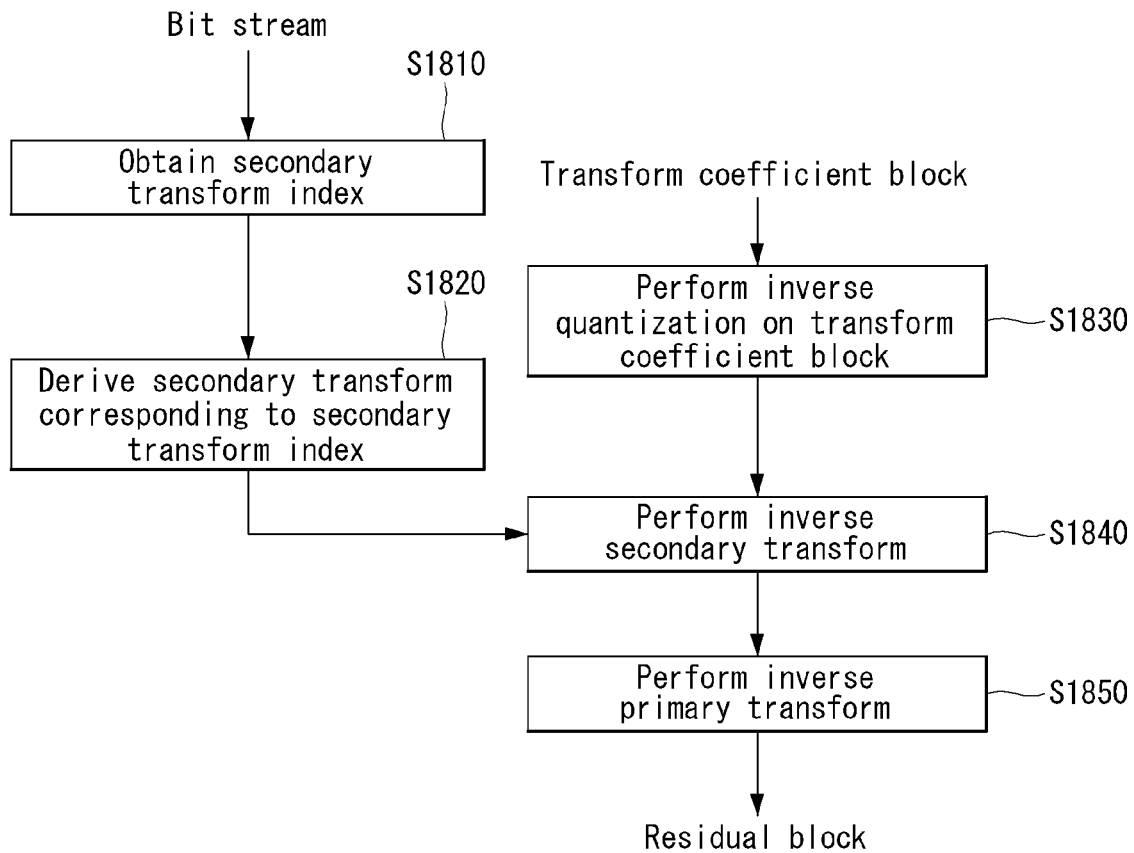 Bit stream
S1810
Obtain secondary
transform index
S1820
Derive secondary transform
corresponding to secondary
transform index
Transform coefficient block
Perform inverse
quantization on transform
coefficient block
S1830
Perform inverse
secondary transform
S1840
Perform inverse
primary transform
S1850
Residual block